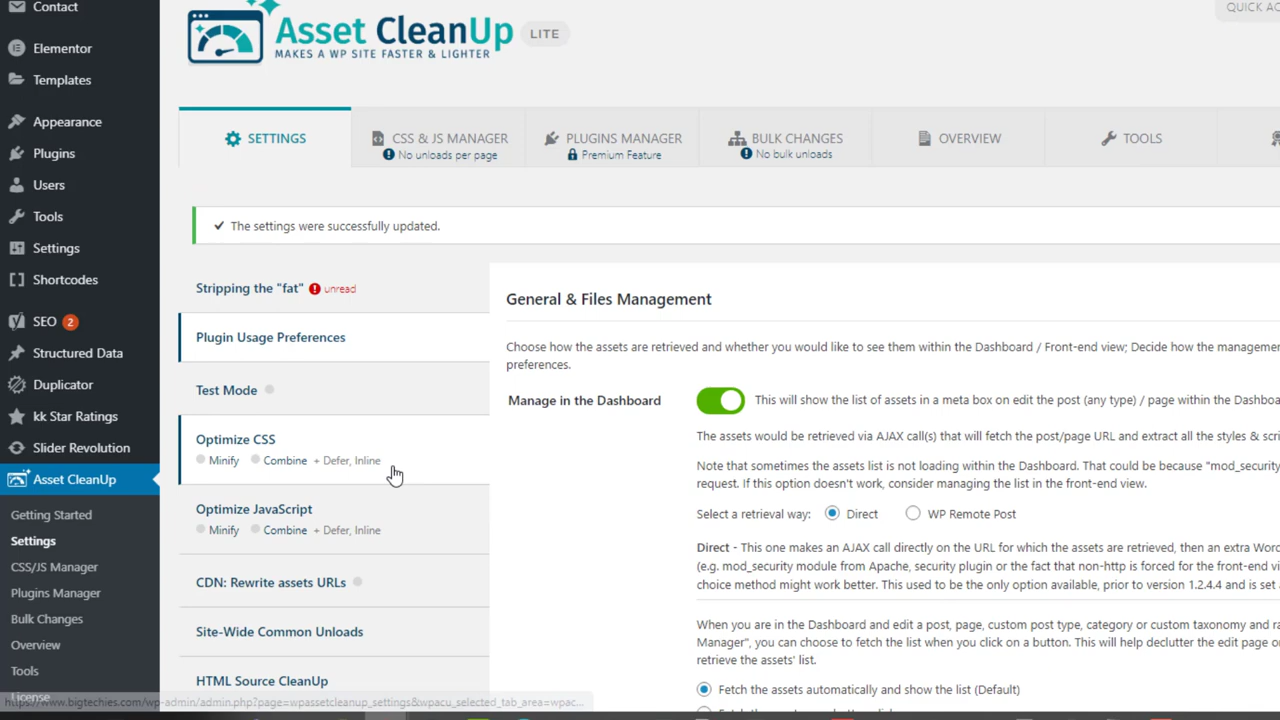 Contact
Elementor
Templates
Appearance
Plugins
Users
Tools
Settings
Shortcodes
SEO 2
Structured Data
Duplicator
kk Star Ratings
Slider Revolution
Asset CleanUp
Getting Started
Settings
CSS/JS Manager
Plugins Manager
Bulk Changes
Overview
Tools
License
https://www.bigtechies.com/wp-admin/admin.php?page=wpassetcleanup_settings&wpacu_selected_tab_area=wpac...
Asset CleanUp LITE
MAKES A WP SITE FASTER & LIGHTER
QUICK AC
SETTINGS
CSS & JS MANAGER
No unloads per page
PLUGINS MANAGER
Premium Feature
BULK CHANGES
No bulk unloads
OVERVIEW
TOOLS
The settings were successfully updated.
Stripping the "fat" unread
Plugin Usage Preferences
Test Mode
Optimize CSS
Minify Combine + Defer, Inline
Optimize JavaScript
Minify Combine + Defer, Inline
CDN: Rewrite assets URLs
Site-Wide Common Unloads
HTML Source CleanUp
General & Files Management
Choose how the assets are retrieved and whether you would like to see them within the Dashboard / Front-end view; Decide how the managemen
preferences.
Manage in the Dashboard
This will show the list of assets in a meta box on edit the post (any type) / page within the Dashboa
The assets would be retrieved via AJAX call(s) that will fetch the post/page URL and extract all the styles & scri
Note that sometimes the assets list is not loading within the Dashboard. That could be because "mod_security
request. If this option doesn't work, consider managing the list in the front-end view.
Select a retrieval way: Direct WP Remote Post
Direct - This one makes an AJAX call directly on the URL for which the assets are retrieved, then an extra Word
(e.g. mod_security module from Apache, security plugin or the fact that non-http is forced for the front-end vi
choice method might work better. This used to be the only option available, prior to version 1.2.4.4 and is set a
When you are in the Dashboard and edit a post, page, custom post type, category or custom taxonomy and ra
Manager", you can choose to fetch the list when you click on a button. This will help declutter the edit page o
retrieve the assets' list.
Fetch the assets automatically and show the list (Default)